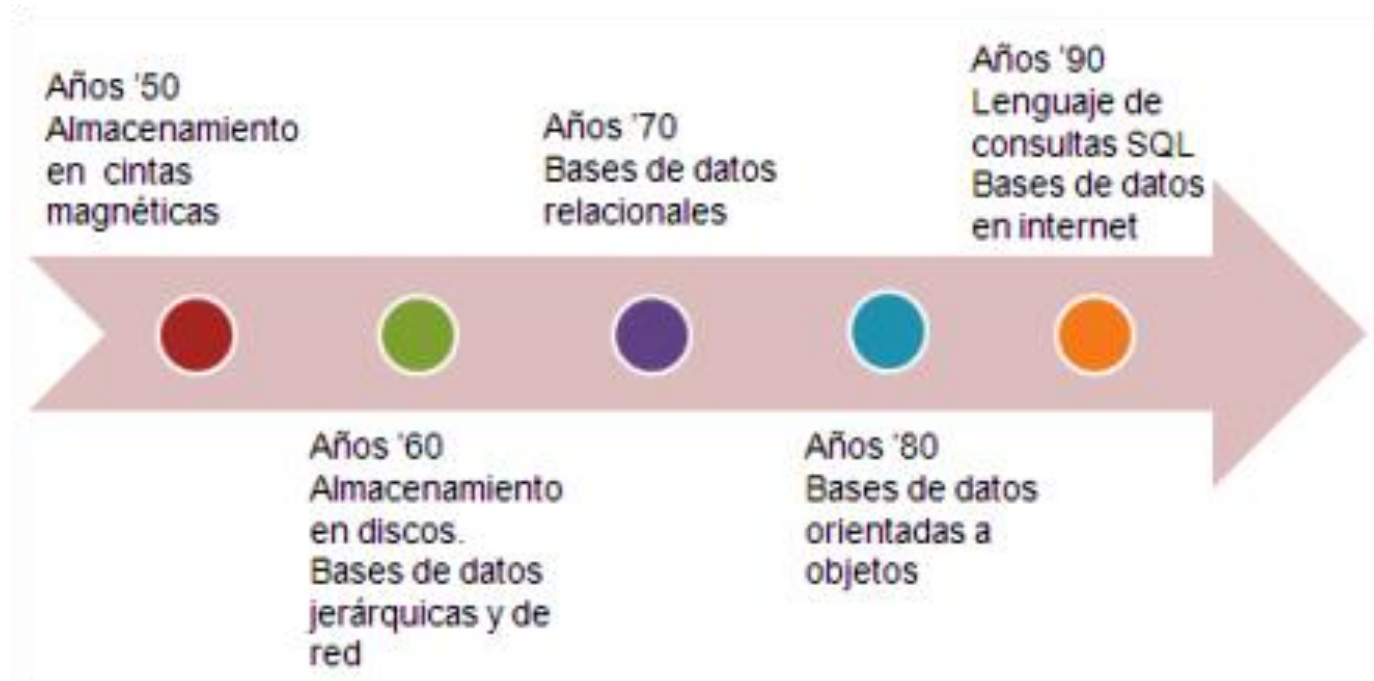 Años '50
Almacenamiento
en cintas
magnéticas
Años '60
Almacenamiento
en discos.
Bases de datos
jerárquicas y de
red
Años '70
Bases de datos
relacionales
Años '80
Bases de datos
orientadas a
objetos
Años '90
Lenguaje de
consultas SQL
Bases de datos
en internet